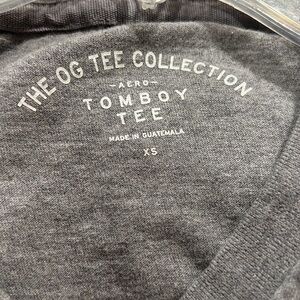 THE OG TEE COLLECTION
-AERO-
TOMBOY
TEE
MADE IN GUATEMALA
XS